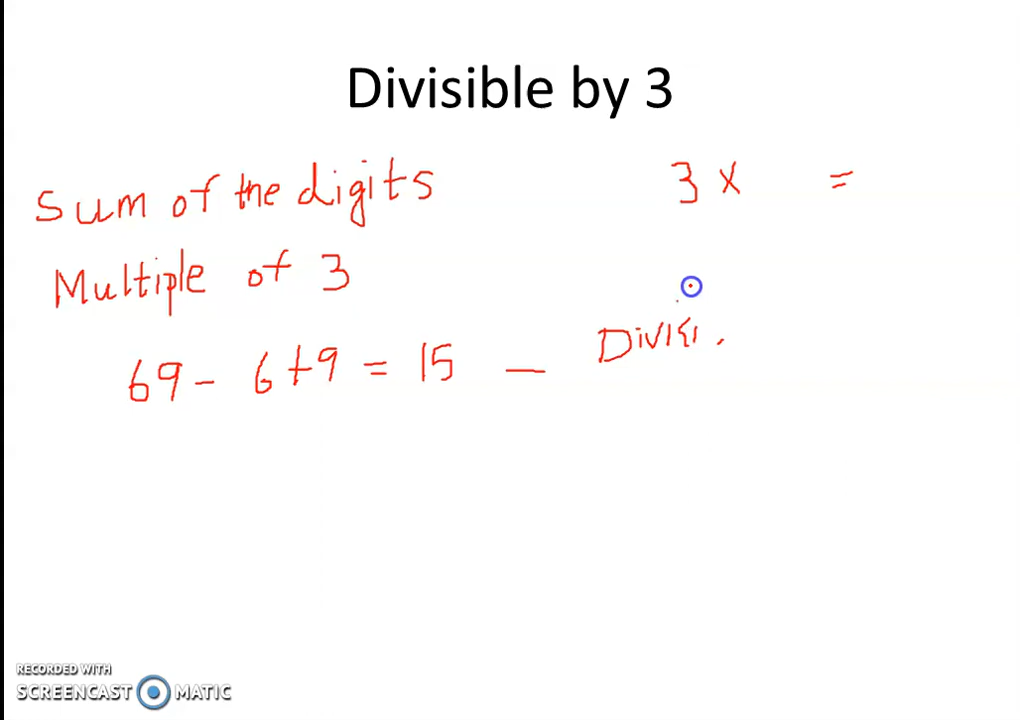 Divisible by 3
Sum of the digits 3 x =
Multiple of 3
69 - 6+9 = 15 — Divisi.
RECORDED WITH
SCREENCAST MATIC